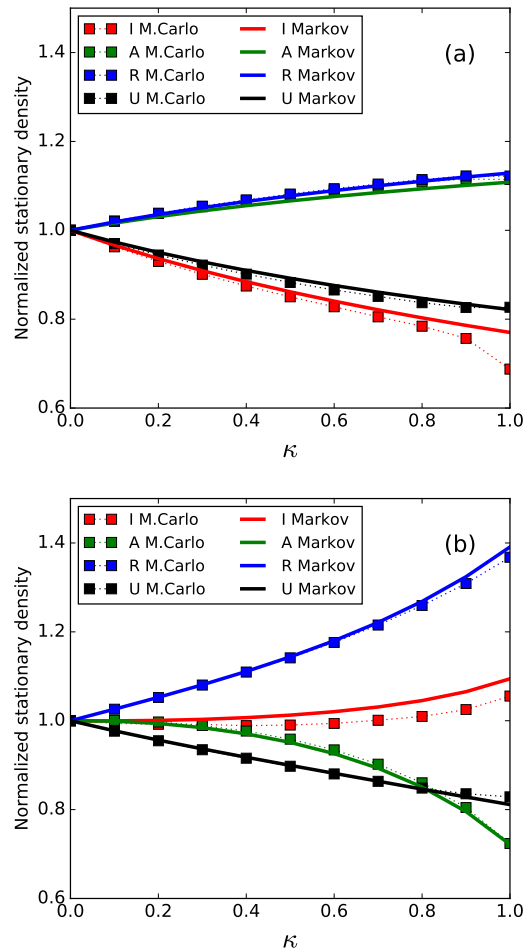 I M.Carlo I Markov
A M.Carlo A Markov
R M.Carlo R Markov
U M.Carlo U Markov
(a)
Normalized stationary density
1.4
1.2
1.0
0.8
0.6
0.0 0.2 0.4 0.6 0.8 1.0
κ
I M.Carlo I Markov
A M.Carlo A Markov
R M.Carlo R Markov
U M.Carlo U Markov
(b)
Normalized stationary density
1.4
1.2
1.0
0.8
0.6
0.0 0.2 0.4 0.6 0.8 1.0
κ